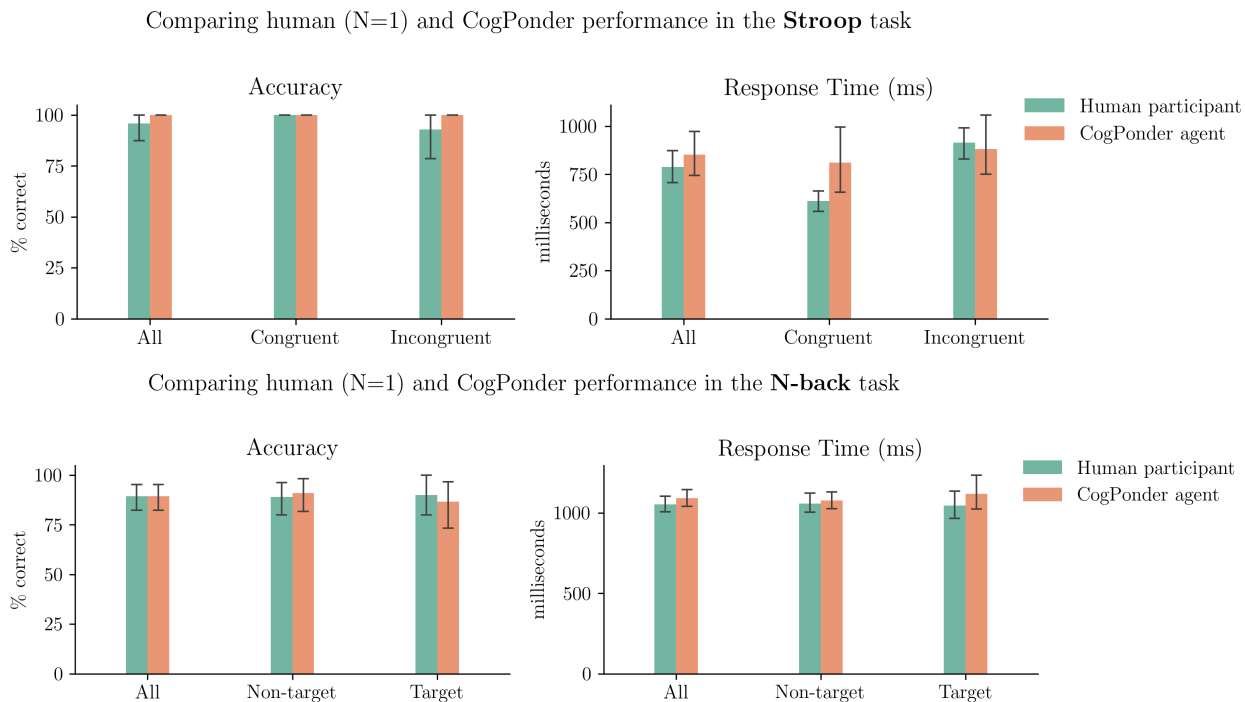 Comparing human (N=1) and CogPonder performance in the Stroop task
Accuracy
% correct
100
75
50
25
0
All Congruent Incongruent
Response Time (ms)
milliseconds
1000
750
500
250
0
All Congruent Incongruent
Human participant
CogPonder agent
Comparing human (N=1) and CogPonder performance in the N-back task
Accuracy
% correct
100
75
50
25
0
All Non-target Target
Response Time (ms)
milliseconds
1000
500
0
All Non-target Target
Human participant
CogPonder agent